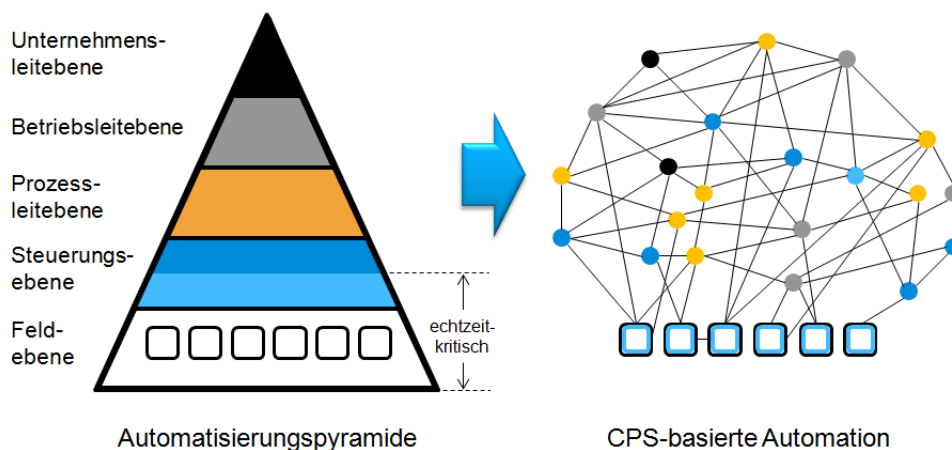 Unternehmens-
leitebene
Betriebsleitebene
Prozess-
leitebene
Steuerungs-
ebene
Feld-
ebene
echtzeit-
kritisch
Automatisierungspyramide
CPS-basierte Automation